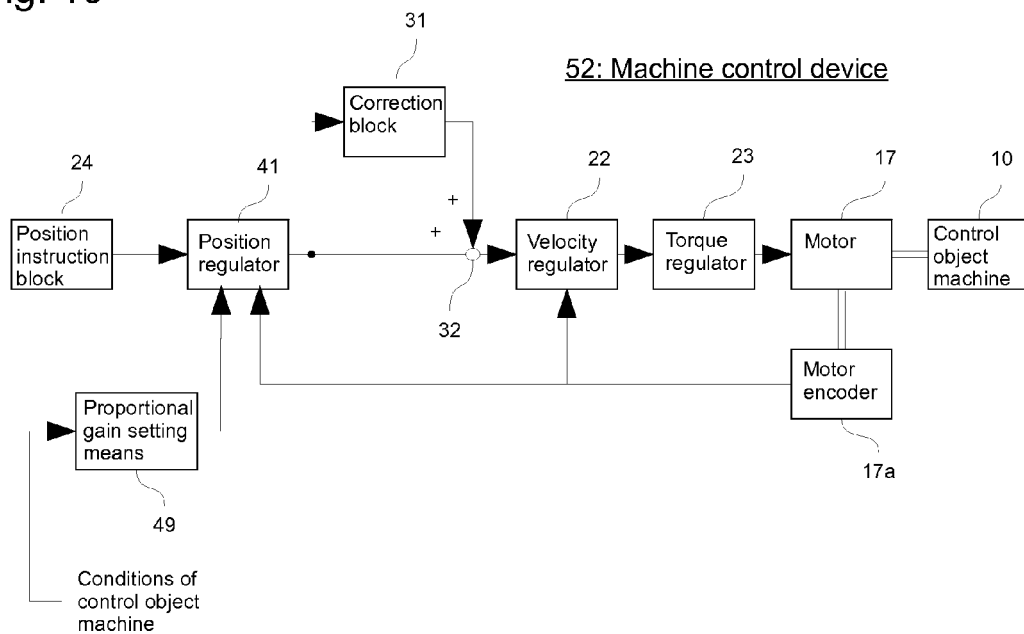 31
52: Machine control device
Correction
block
24
41
22
23
17
10
+
+
Position
instruction
block
Position
regulator
Velocity
regulator
Torque
regulator
Motor
Control
object
machine
32
Motor
encoder
17a
Proportional
gain setting
means
49
Conditions of
control object
machine